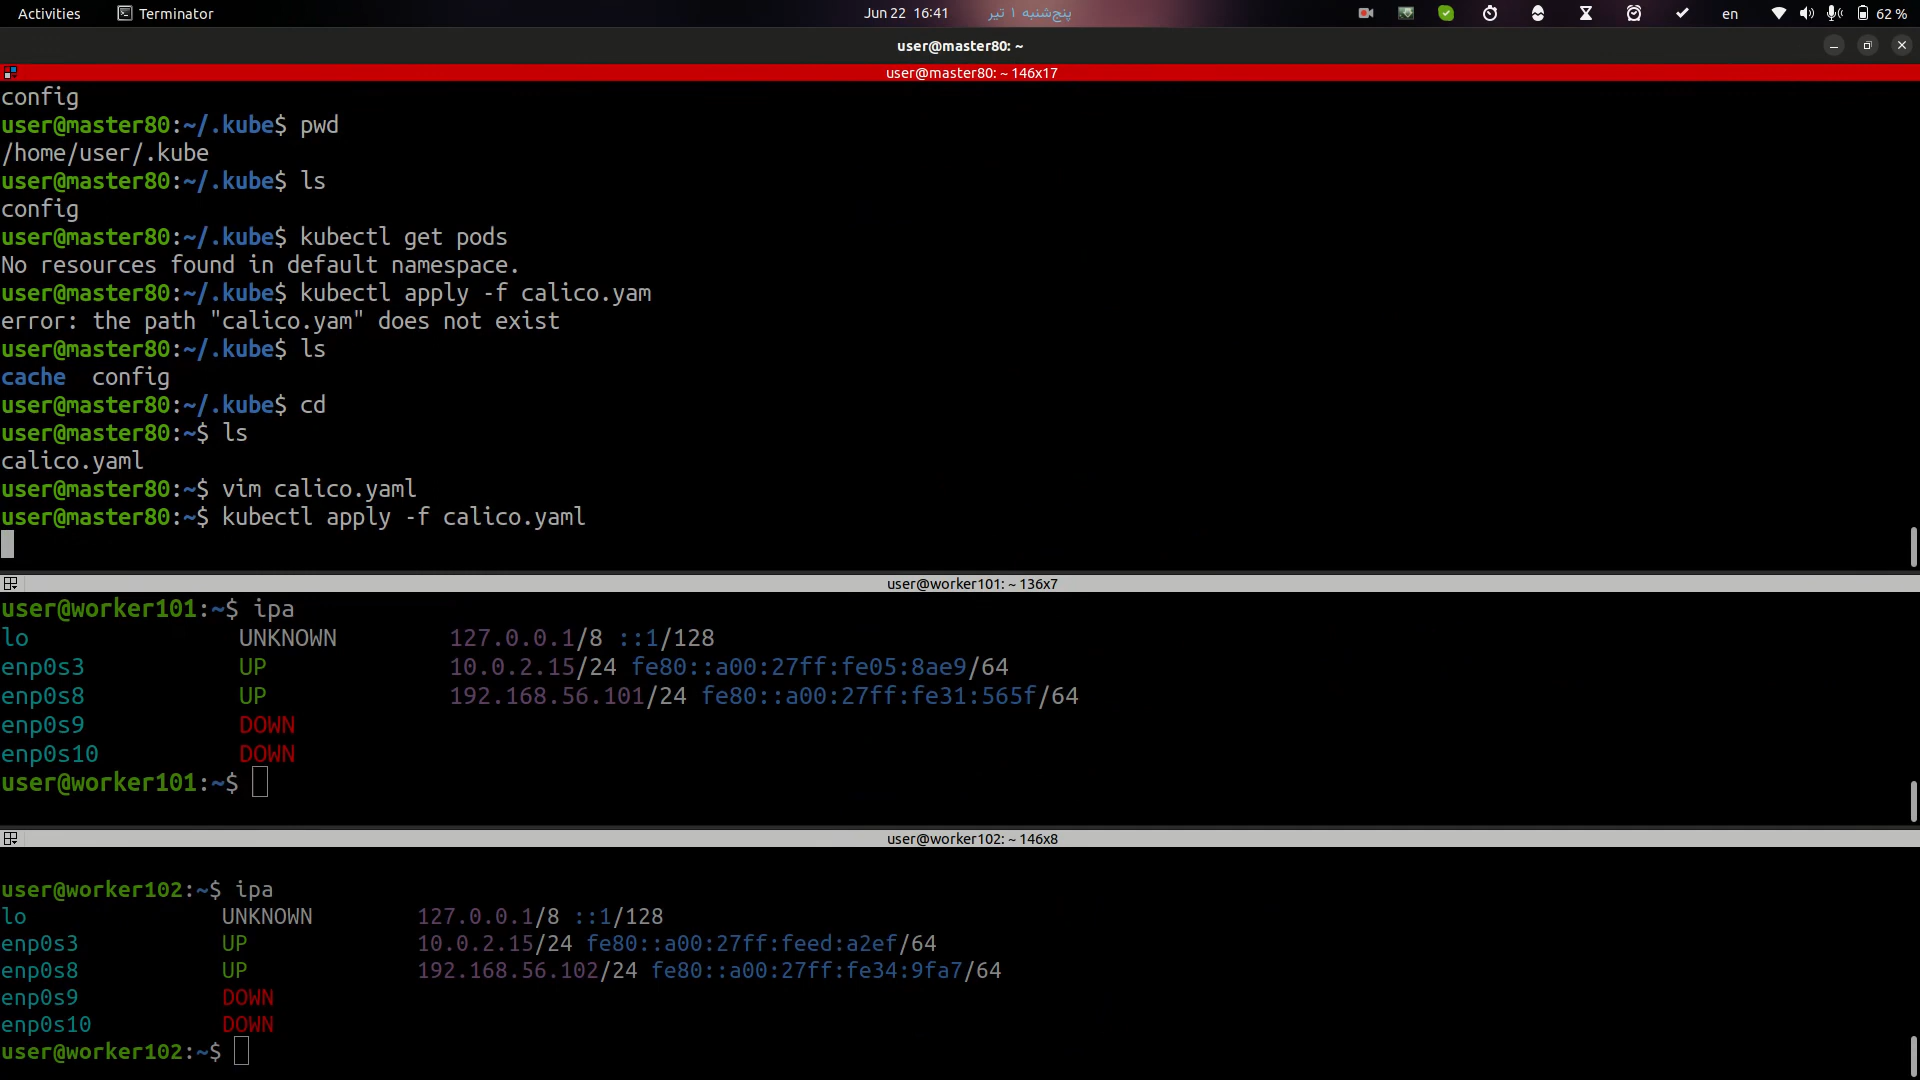 Activities Terminator Jun 22 16:41 پنج‌شنبه ۱ تیر en 62 %
user@master80: ~
user@master80: ~ 146x17
config
user@master80:~/.kube$ pwd
/home/user/.kube
user@master80:~/.kube$ ls
config
user@master80:~/.kube$ kubectl get pods
No resources found in default namespace.
user@master80:~/.kube$ kubectl apply -f calico.yam
error: the path "calico.yam" does not exist
user@master80:~/.kube$ ls
cache  config
user@master80:~/.kube$ cd
user@master80:~$ ls
calico.yaml
user@master80:~$ vim calico.yaml
user@master80:~$ kubectl apply -f calico.yaml
user@worker101: ~ 136x7
user@worker101:~$ ipa
lo UNKNOWN 127.0.0.1/8 ::1/128
enp0s3 UP 10.0.2.15/24 fe80::a00:27ff:fe05:8ae9/64
enp0s8 UP 192.168.56.101/24 fe80::a00:27ff:fe31:565f/64
enp0s9 DOWN
enp0s10 DOWN
user@worker101:~$
user@worker102: ~ 146x8
user@worker102:~$ ipa
lo UNKNOWN 127.0.0.1/8 ::1/128
enp0s3 UP 10.0.2.15/24 fe80::a00:27ff:feed:a2ef/64
enp0s8 UP 192.168.56.102/24 fe80::a00:27ff:fe34:9fa7/64
enp0s9 DOWN
enp0s10 DOWN
user@worker102:~$